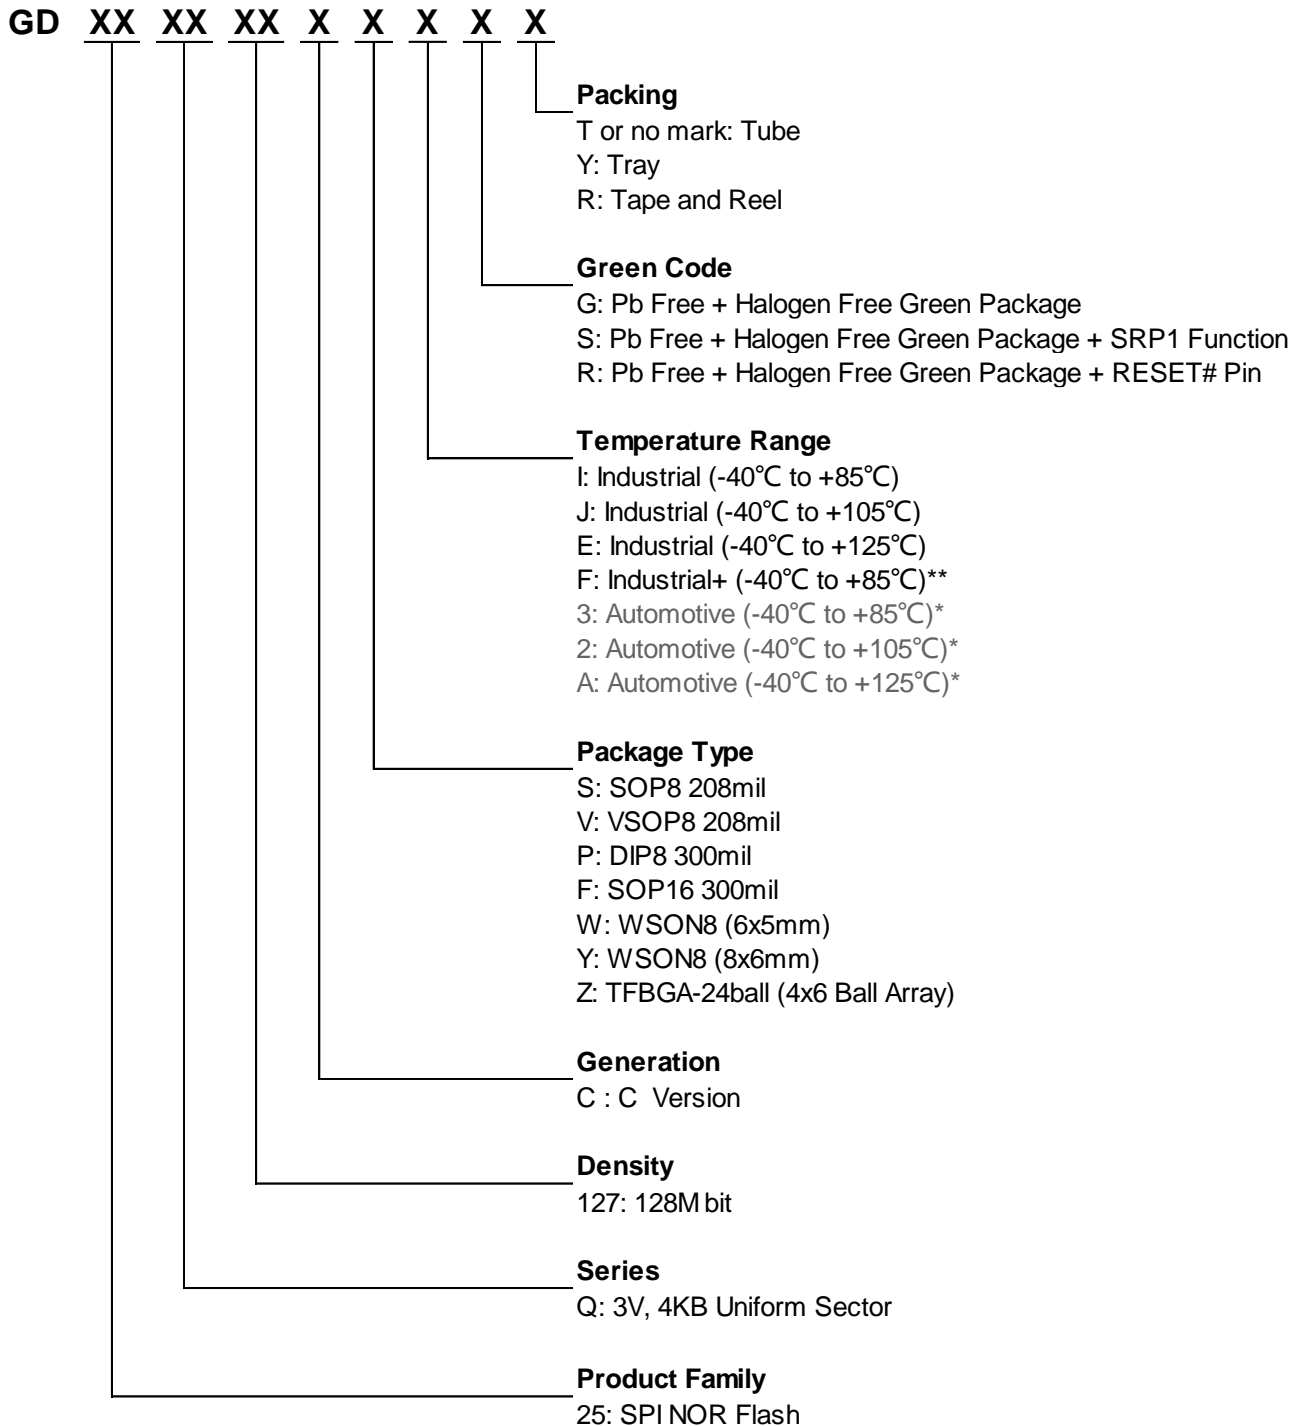 GD XX XX XX X X X X X
Packing
T or no mark: Tube
Y: Tray
R: Tape and Reel
Green Code
G: Pb Free + Halogen Free Green Package
S: Pb Free + Halogen Free Green Package + SRP1 Function
R: Pb Free + Halogen Free Green Package + RESET# Pin
Temperature Range
I: Industrial (-40℃ to +85℃)
J: Industrial (-40℃ to +105℃)
E: Industrial (-40℃ to +125℃)
F: Industrial+ (-40℃ to +85℃)**
3: Automotive (-40℃ to +85℃)*
2: Automotive (-40℃ to +105℃)*
A: Automotive (-40℃ to +125℃)*
Package Type
S: SOP8 208mil
V: VSOP8 208mil
P: DIP8 300mil
F: SOP16 300mil
W: WSON8 (6x5mm)
Y: WSON8 (8x6mm)
Z: TFBGA-24ball (4x6 Ball Array)
Generation
C : C Version
Density
127: 128M bit
Series
Q: 3V, 4KB Uniform Sector
Product Family
25: SPI NOR Flash